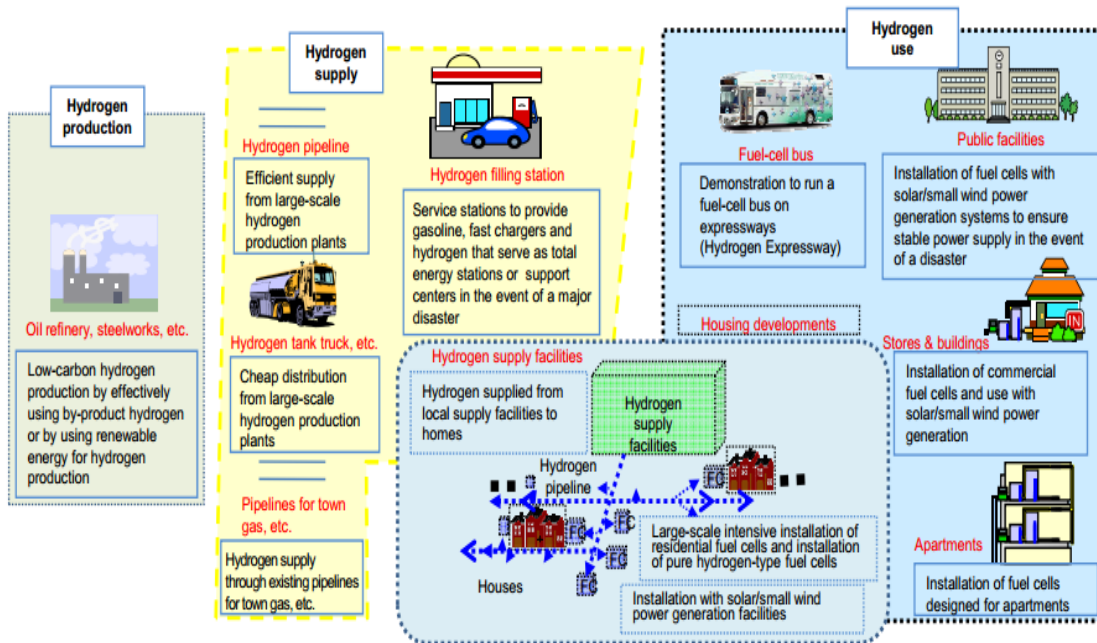 Hydrogen
production
Oil refinery, steelworks, etc.
Low-carbon hydrogen
production by effectively
using by-product hydrogen
or by using renewable
energy for hydrogen
production
Hydrogen
supply
Hydrogen pipeline
Efficient supply
from large-scale
hydrogen
production plants
Hydrogen tank truck, etc.
Cheap distribution
from large-scale
hydrogen production
plants
Pipelines for town
gas, etc.
Hydrogen supply
through existing pipelines
for town gas, etc.
Hydrogen filling station
Service stations to provide
gasoline, fast chargers and
hydrogen that serve as total
energy stations or support
centers in the event of a major
disaster
Hydrogen supply facilities
Hydrogen supplied from
local supply facilities to
homes
Hydrogen
supply
facilities
Hydrogen
pipeline
FC
FC
FC
FC
FC
Houses
Large-scale intensive installation of
residential fuel cells and installation
of pure hydrogen-type fuel cells
Installation with solar/small wind
power generation facilities
Hydrogen
use
Fuel-cell bus
Demonstration to run a
fuel-cell bus on
expressways
(Hydrogen Expressway)
Housing developments
Public facilities
Installation of fuel cells with
solar/small wind power
generation systems to ensure
stable power supply in the event
of a disaster
IN
Stores & buildings
Installation of commercial
fuel cells and use with
solar/small wind power
generation
Apartments
Installation of fuel cells
designed for apartments